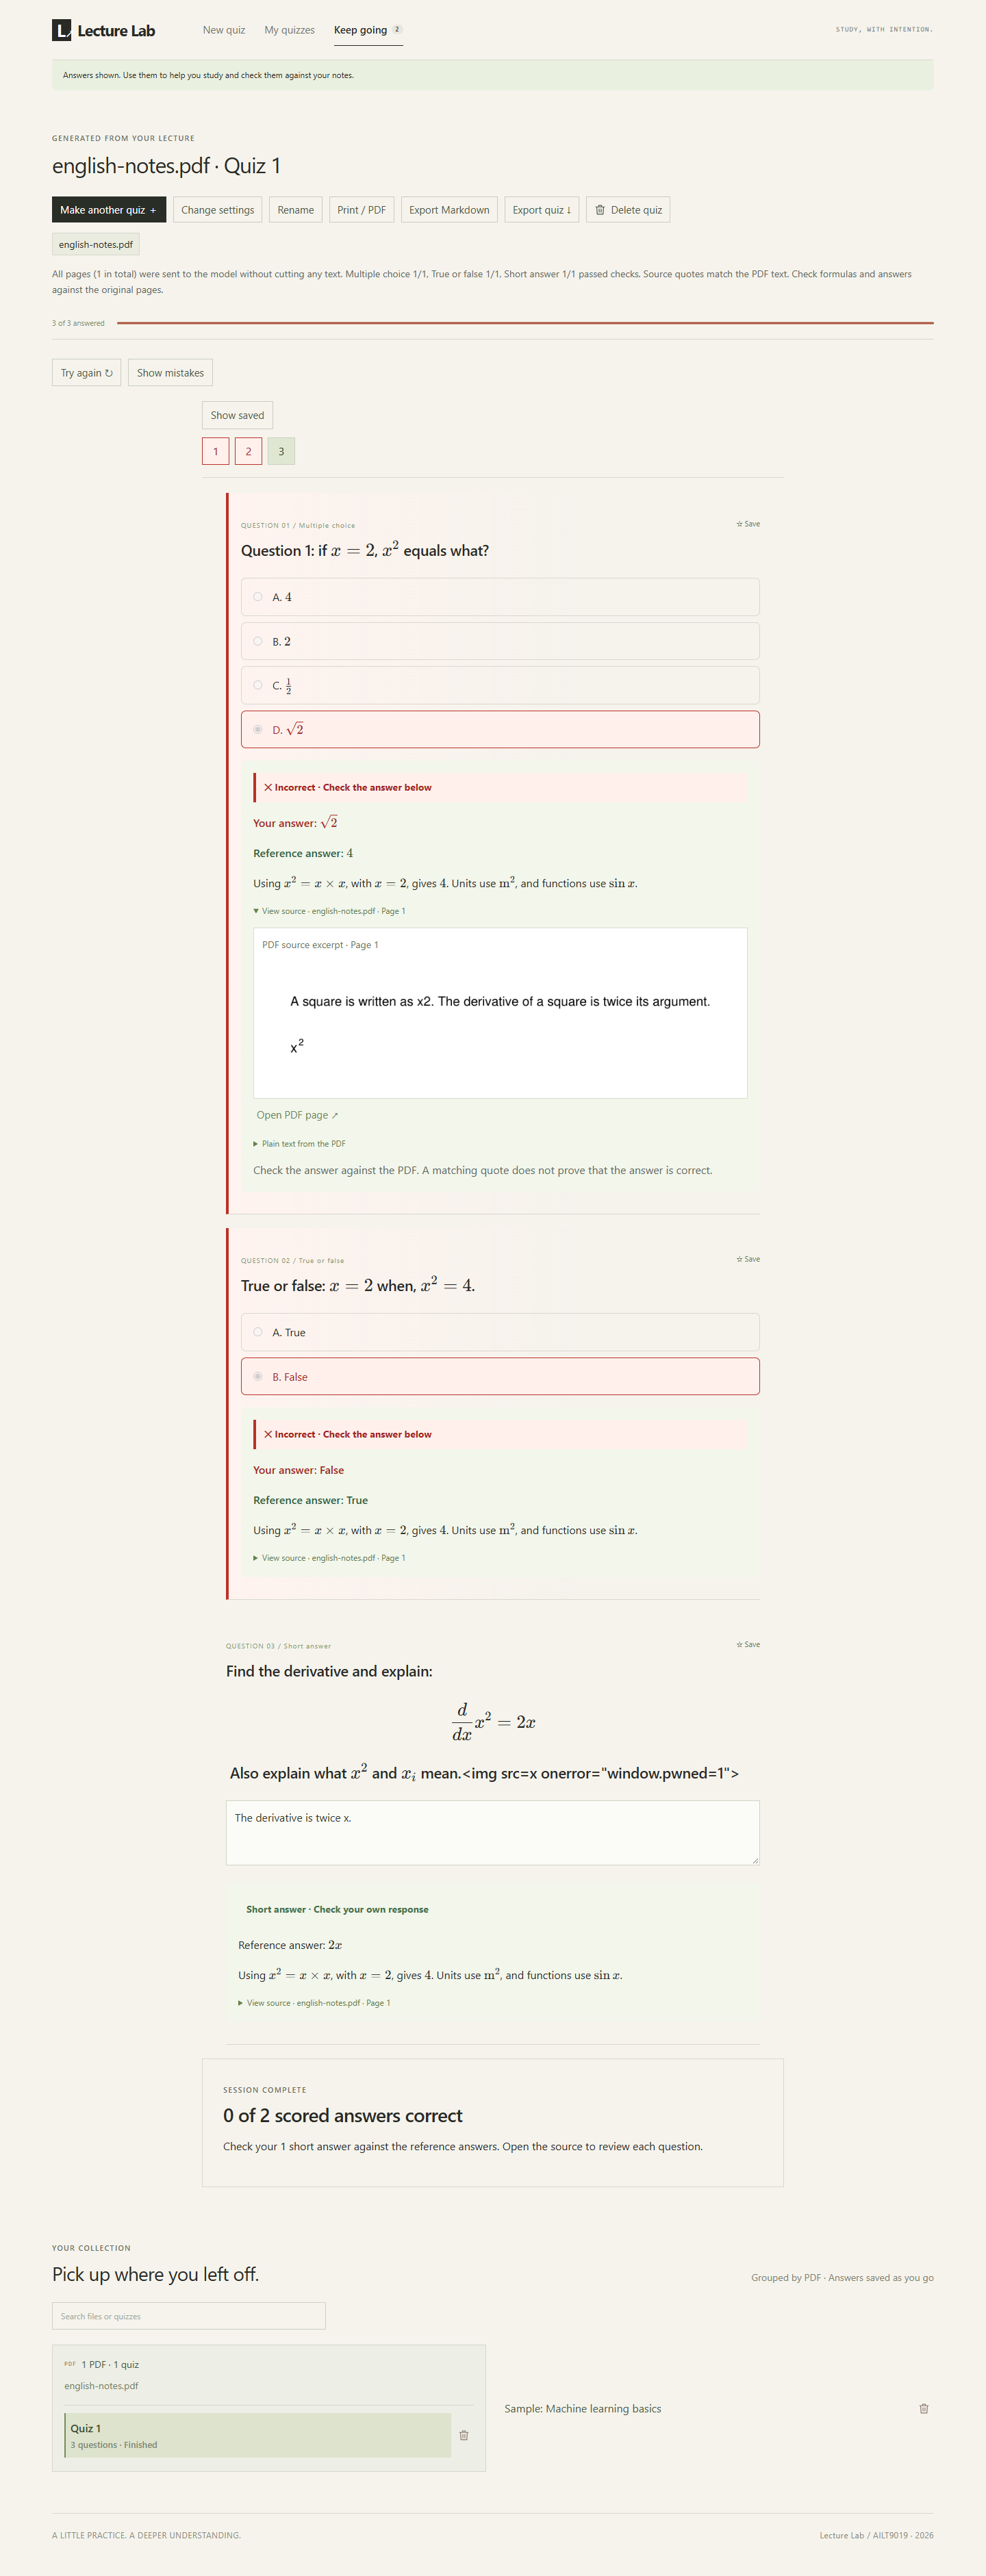 L Lecture Lab
New quiz My quizzes Keep going 2
STUDY, WITH INTENTION.
Answers shown. Use them to help you study and check them against your notes.
GENERATED FROM YOUR LECTURE
english-notes.pdf · Quiz 1
Make another quiz + Change settings Rename Print / PDF Export Markdown Export quiz ↓ Delete quiz
english-notes.pdf
All pages (1 in total) were sent to the model without cutting any text. Multiple choice 1/1, True or false 1/1, Short answer 1/1 passed checks. Source quotes match the PDF text. Check formulas and answers
against the original pages.
3 of 3 answered
Try again ↻ Show mistakes
Show saved
1 2 3
QUESTION 01 / Multiple choice ☆ Save
Question 1: if x = 2, x² equals what?
A. 4
B. 2
C. 1/2
D. √2
✕ Incorrect · Check the answer below
Your answer: √2
Reference answer: 4
Using x² = x × x, with x = 2, gives 4. Units use m², and functions use sin x.
▼ View source · english-notes.pdf · Page 1
PDF source excerpt · Page 1
A square is written as x2. The derivative of a square is twice its argument.
x²
Open PDF page ↗
▶ Plain text from the PDF
Check the answer against the PDF. A matching quote does not prove that the answer is correct.
QUESTION 02 / True or false ☆ Save
True or false: x = 2 when, x² = 4.
A. True
B. False
✕ Incorrect · Check the answer below
Your answer: False
Reference answer: True
Using x² = x × x, with x = 2, gives 4. Units use m², and functions use sin x.
▶ View source · english-notes.pdf · Page 1
QUESTION 03 / Short answer ☆ Save
Find the derivative and explain:
d/dx x² = 2x
Also explain what x² and xᵢ mean.<img src=x onerror="window.pwned=1">
The derivative is twice x.
Short answer · Check your own response
Reference answer: 2x
Using x² = x × x, with x = 2, gives 4. Units use m², and functions use sin x.
▶ View source · english-notes.pdf · Page 1
SESSION COMPLETE
0 of 2 scored answers correct
Check your 1 short answer against the reference answers. Open the source to review each question.
YOUR COLLECTION
Pick up where you left off.
Grouped by PDF · Answers saved as you go
Search files or quizzes
PDF 1 PDF · 1 quiz
english-notes.pdf
Quiz 1
3 questions · Finished
Sample: Machine learning basics
A LITTLE PRACTICE. A DEEPER UNDERSTANDING.
Lecture Lab / AILT9019 · 2026